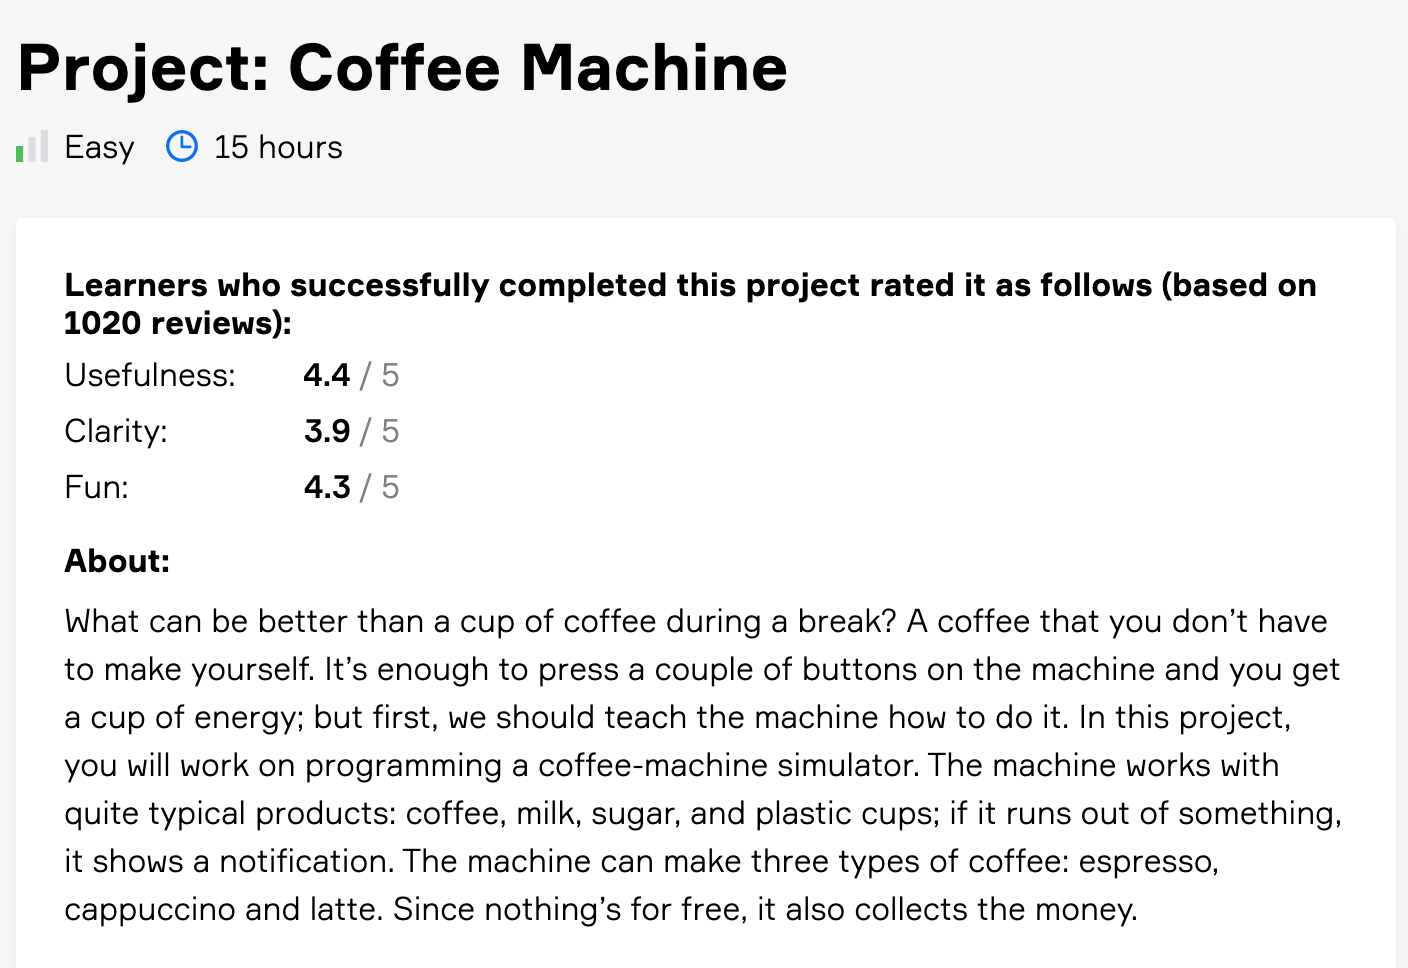 Project: Coffee Machine
Easy 15 hours
Learners who successfully completed this project rated it as follows (based on
1020 reviews):
Usefulness: 4.4 / 5
Clarity: 3.9 / 5
Fun: 4.3 / 5
About:
What can be better than a cup of coffee during a break? A coffee that you don’t have
to make yourself. It’s enough to press a couple of buttons on the machine and you get
a cup of energy; but first, we should teach the machine how to do it. In this project,
you will work on programming a coffee-machine simulator. The machine works with
quite typical products: coffee, milk, sugar, and plastic cups; if it runs out of something,
it shows a notification. The machine can make three types of coffee: espresso,
cappuccino and latte. Since nothing’s for free, it also collects the money.